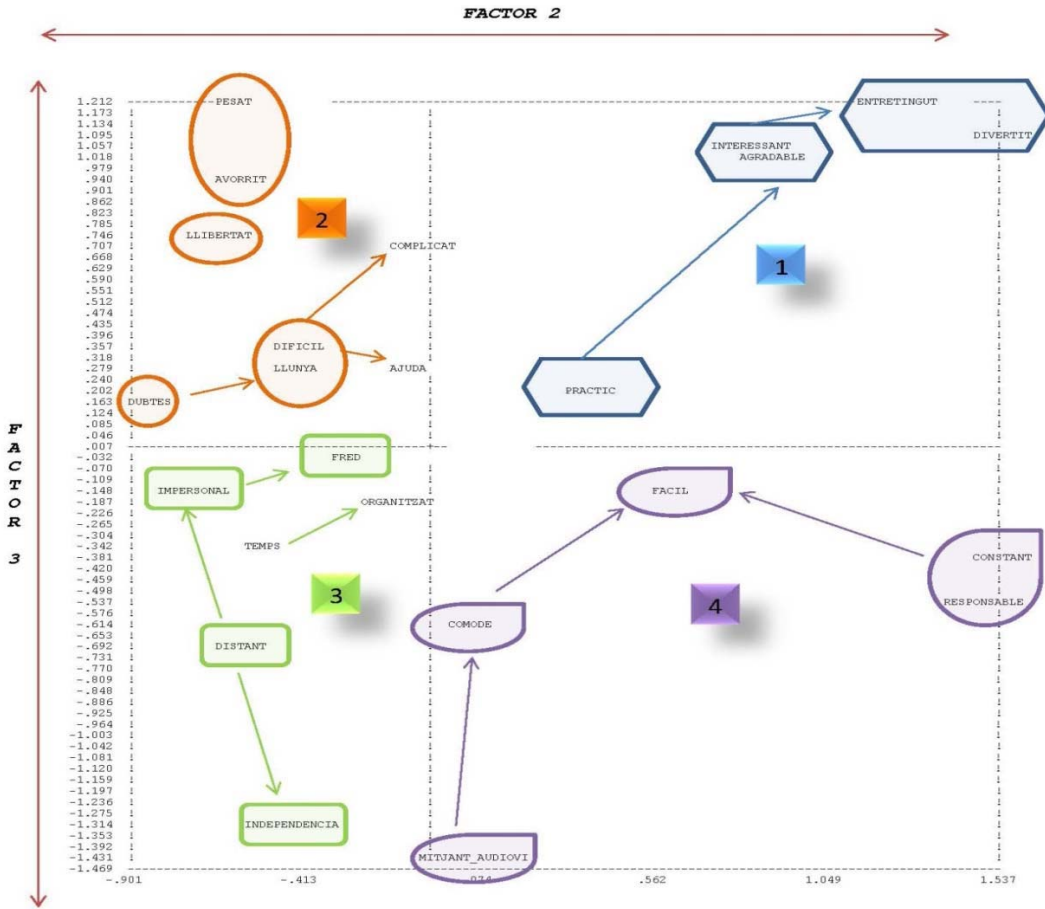 FACTOR 2
1.212 PESAT ENTRETINGUT
1.173
1.134
1.095 DIVERTIT
1.057 INTERESSANT
1.018 AGRADABLE
.979
.940 AVORRIT
.901
.862
.823
.785 2
.746 LLIBERTAT
.707 COMPLICAT
.668
.629 1
.590
.551
.512
.474
.435
.396
.357 DIFICIL
.318
.279 LLUNYA AJUDA
.240
.202 PRACTIC
.163 DUBTES
.124
.085
.046
.007
-.032 FRED
-.070
-.109
-.148 IMPERSONAL FACIL
-.187 ORGANITZAT
-.226
-.265
-.304
-.342 TEMPS
-.381 CONSTANT
-.420
-.459
-.498 3
-.537 RESPONSABLE 4
-.576
-.614 COMODE
-.653
-.692 DISTANT
-.731
-.770
-.809
-.848
-.886
-.925
-.964
-1.003
-1.042
-1.081
-1.120
-1.159
-1.197
-1.236
-1.275
-1.314 INDEPENDENCIA
-1.353
-1.392
-1.431 MITJANT_AUDIOVI
-1.469
-.901 -.413 .562 1.049 1.537
FACTOR 3